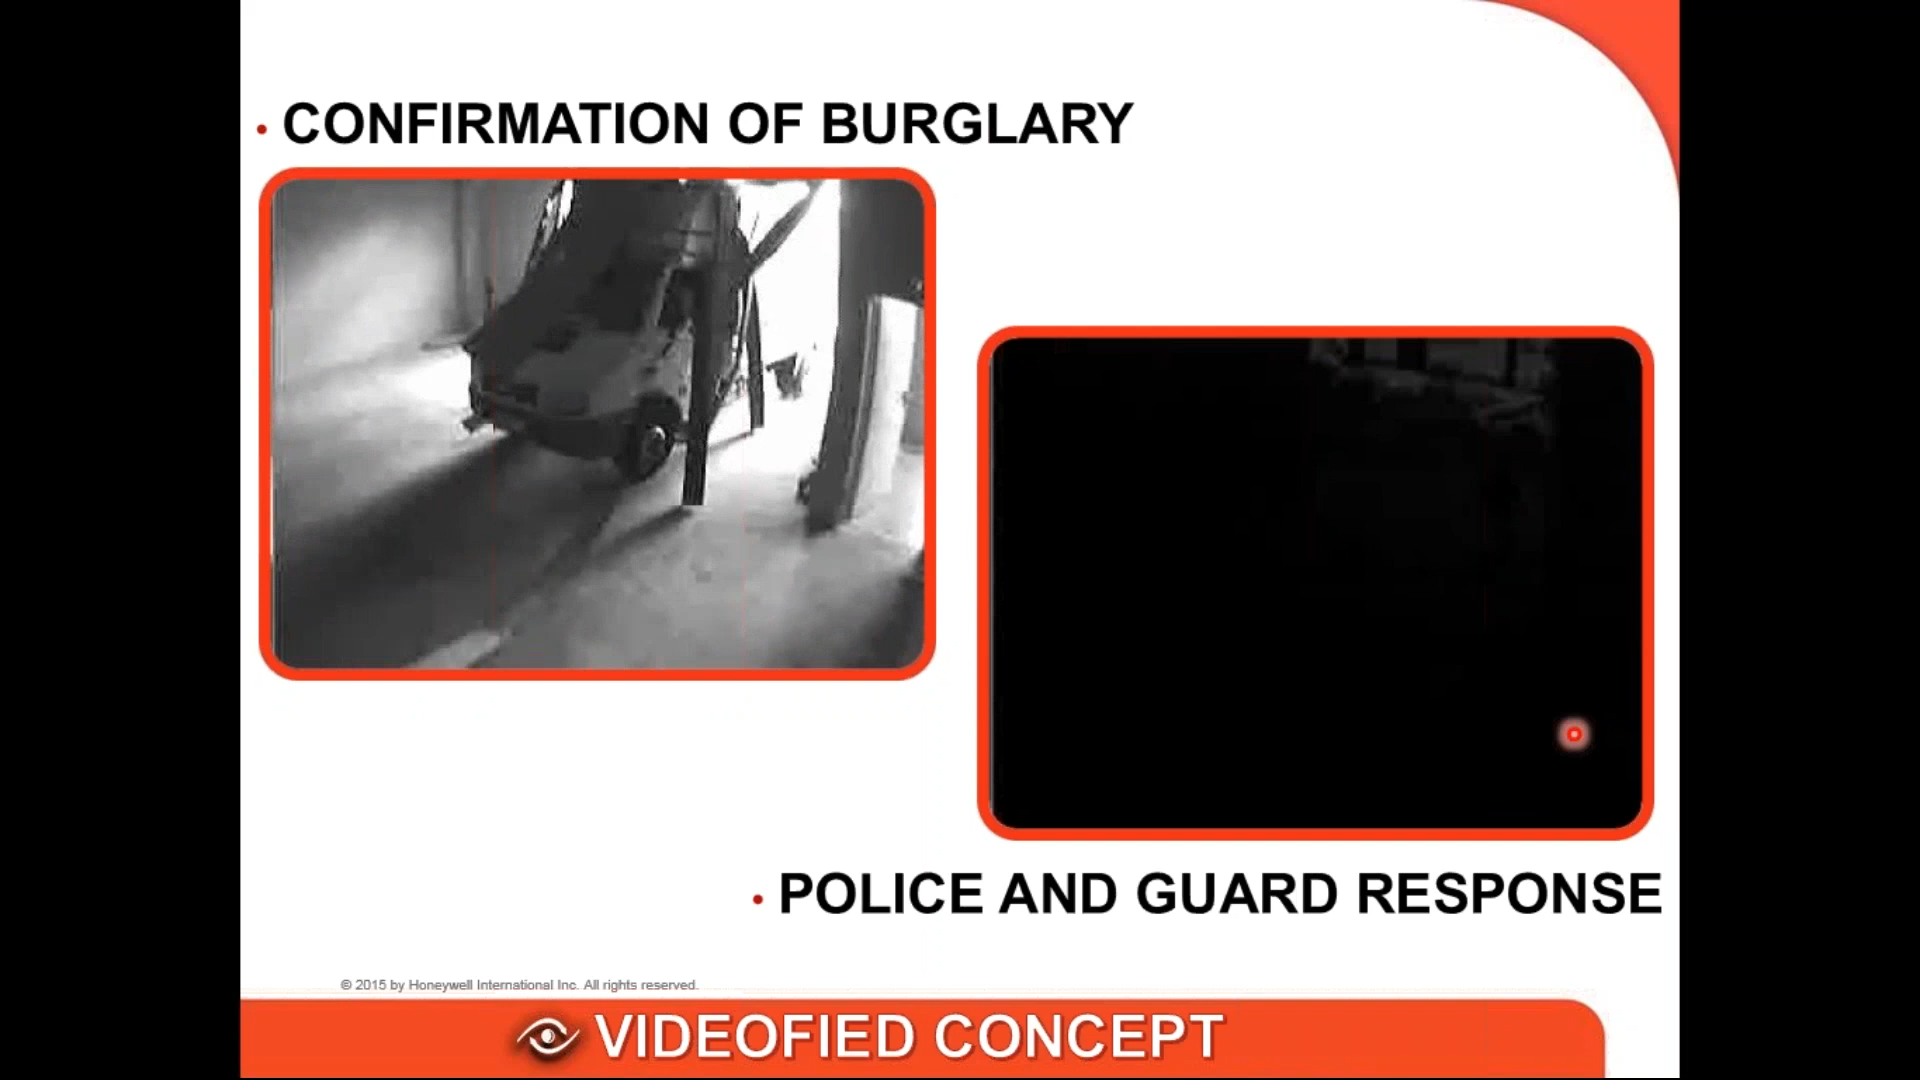 CONFIRMATION OF BURGLARY
POLICE AND GUARD RESPONSE
© 2015 by Honeywell International Inc. All rights reserved.
VIDEOFIED CONCEPT